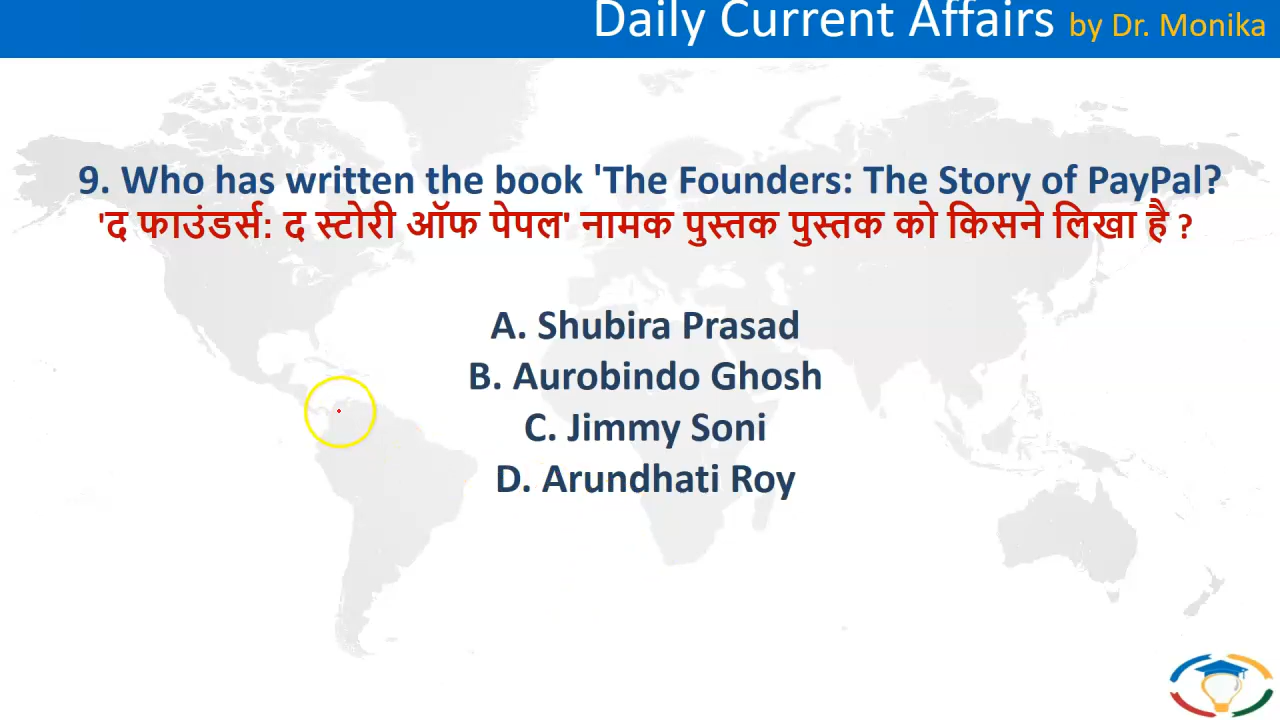 Daily Current Affairs by Dr. Monika
9. Who has written the book 'The Founders: The Story of PayPal?
'द फाउंडर्स: द स्टोरी ऑफ पेपल' नामक पुस्तक पुस्तक को किसने लिखा है ?
A. Shubira Prasad
B. Aurobindo Ghosh
C. Jimmy Soni
D. Arundhati Roy